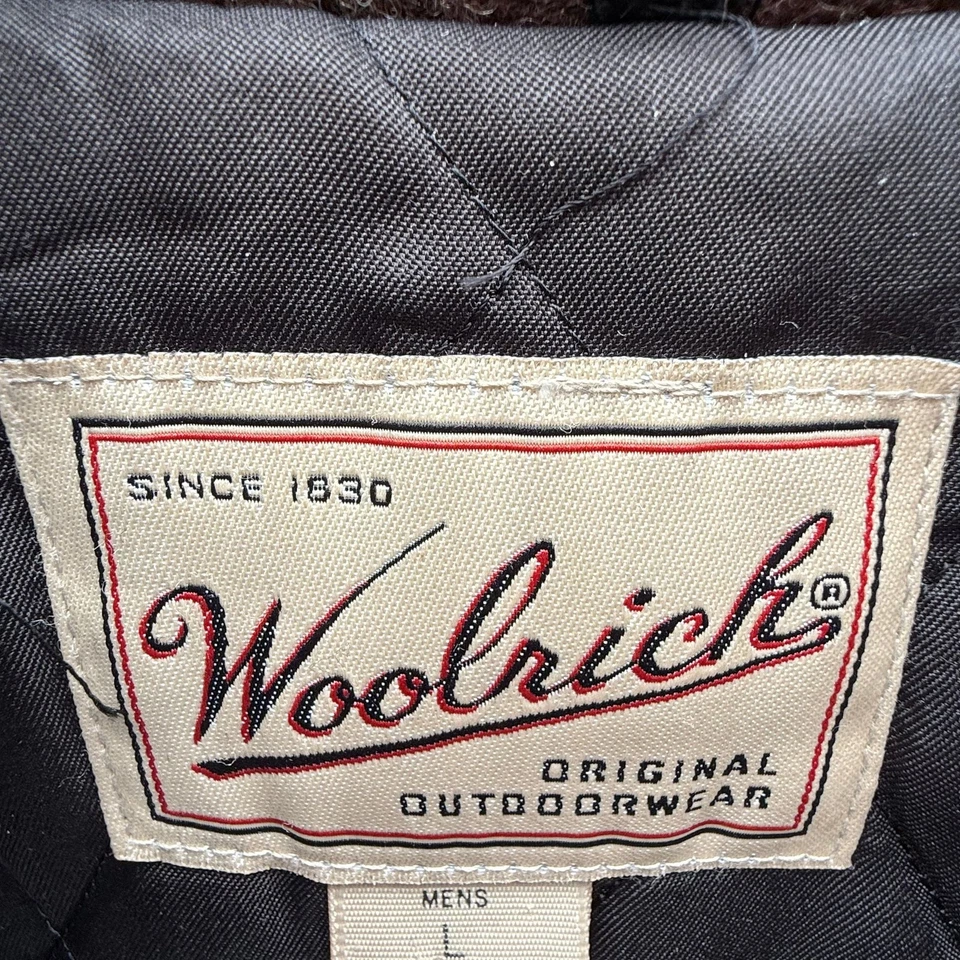 SINCE 1830
Woolrich®
ORIGINAL
OUTDOORWEAR
MENS
L